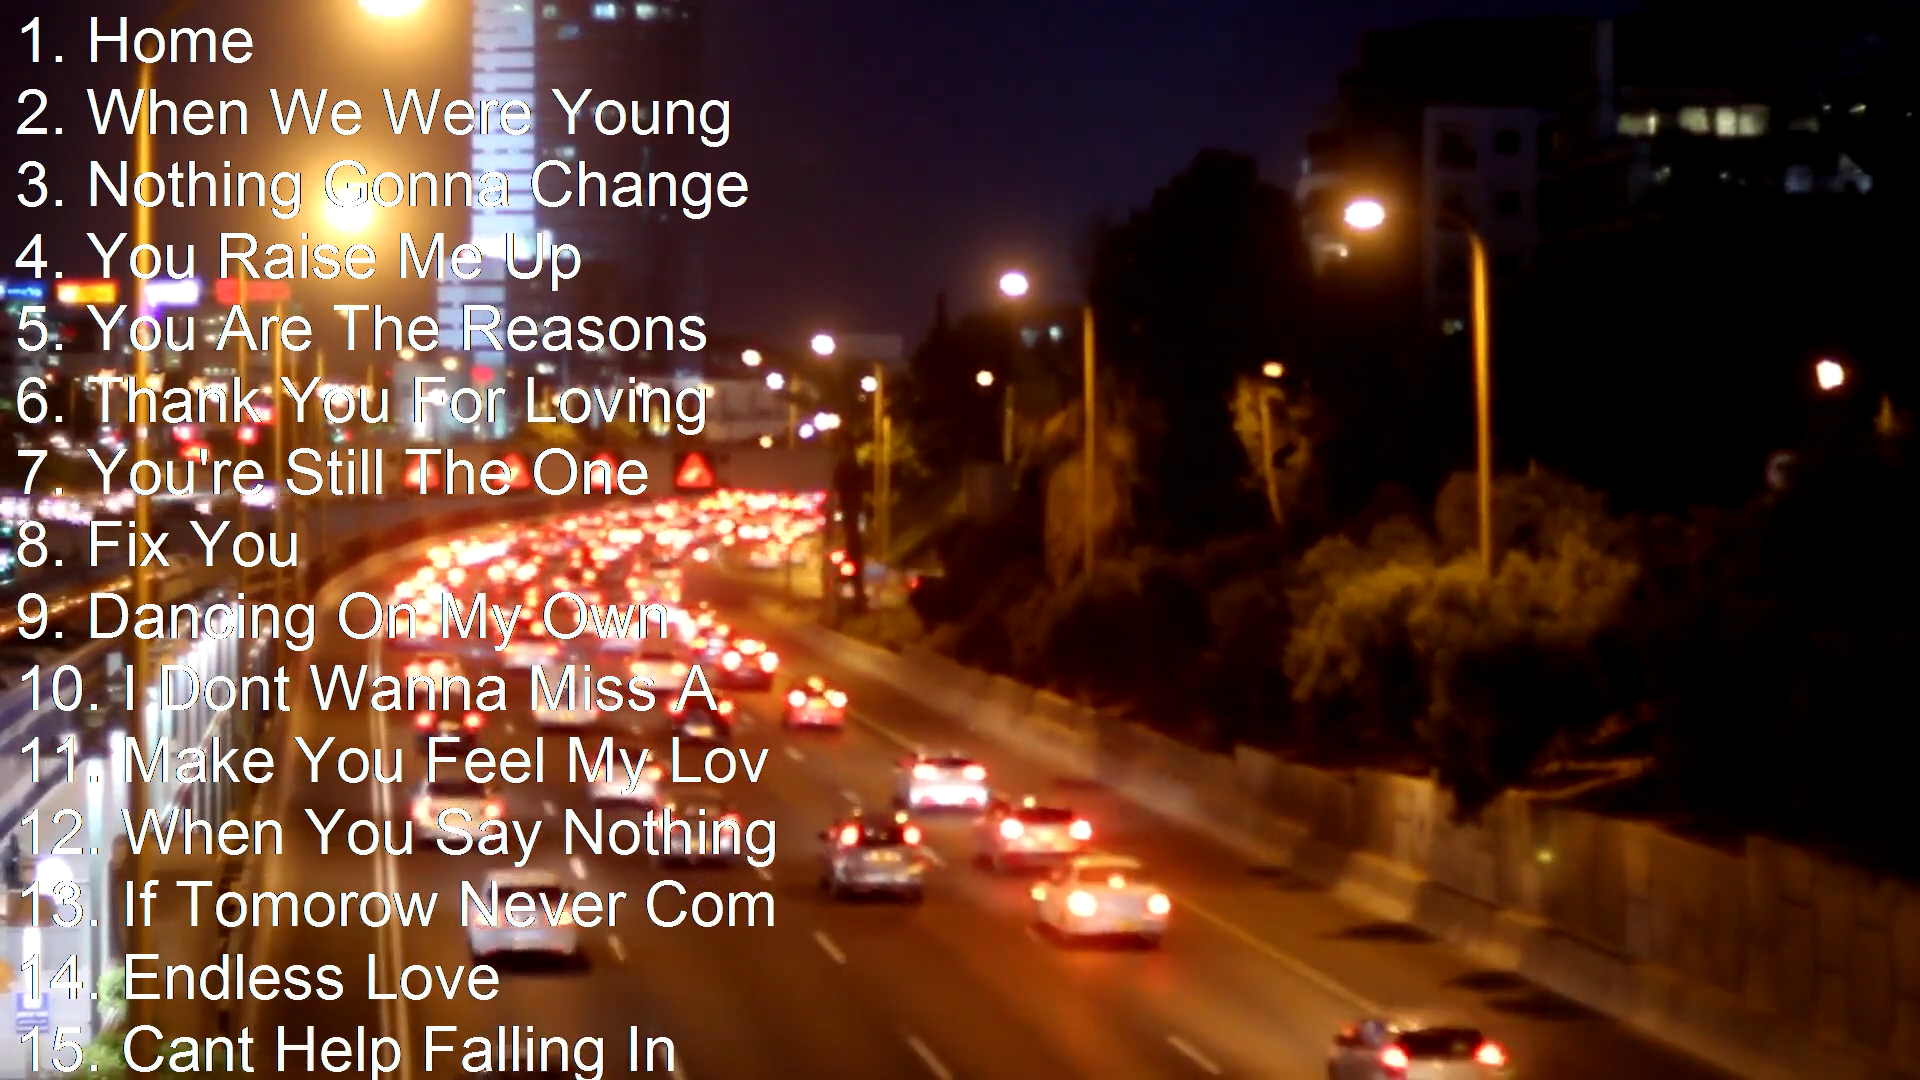 1. Home
2. When We Were Young
3. Nothing Gonna Change
4. You Raise Me Up
5. You Are The Reasons
6. Thank You For Loving
7. You're Still The One
8. Fix You
9. Dancing On My Own
10. I Dont Wanna Miss A
11. Make You Feel My Lov
12. When You Say Nothing
13. If Tomorow Never Com
14. Endless Love
15. Cant Help Falling In